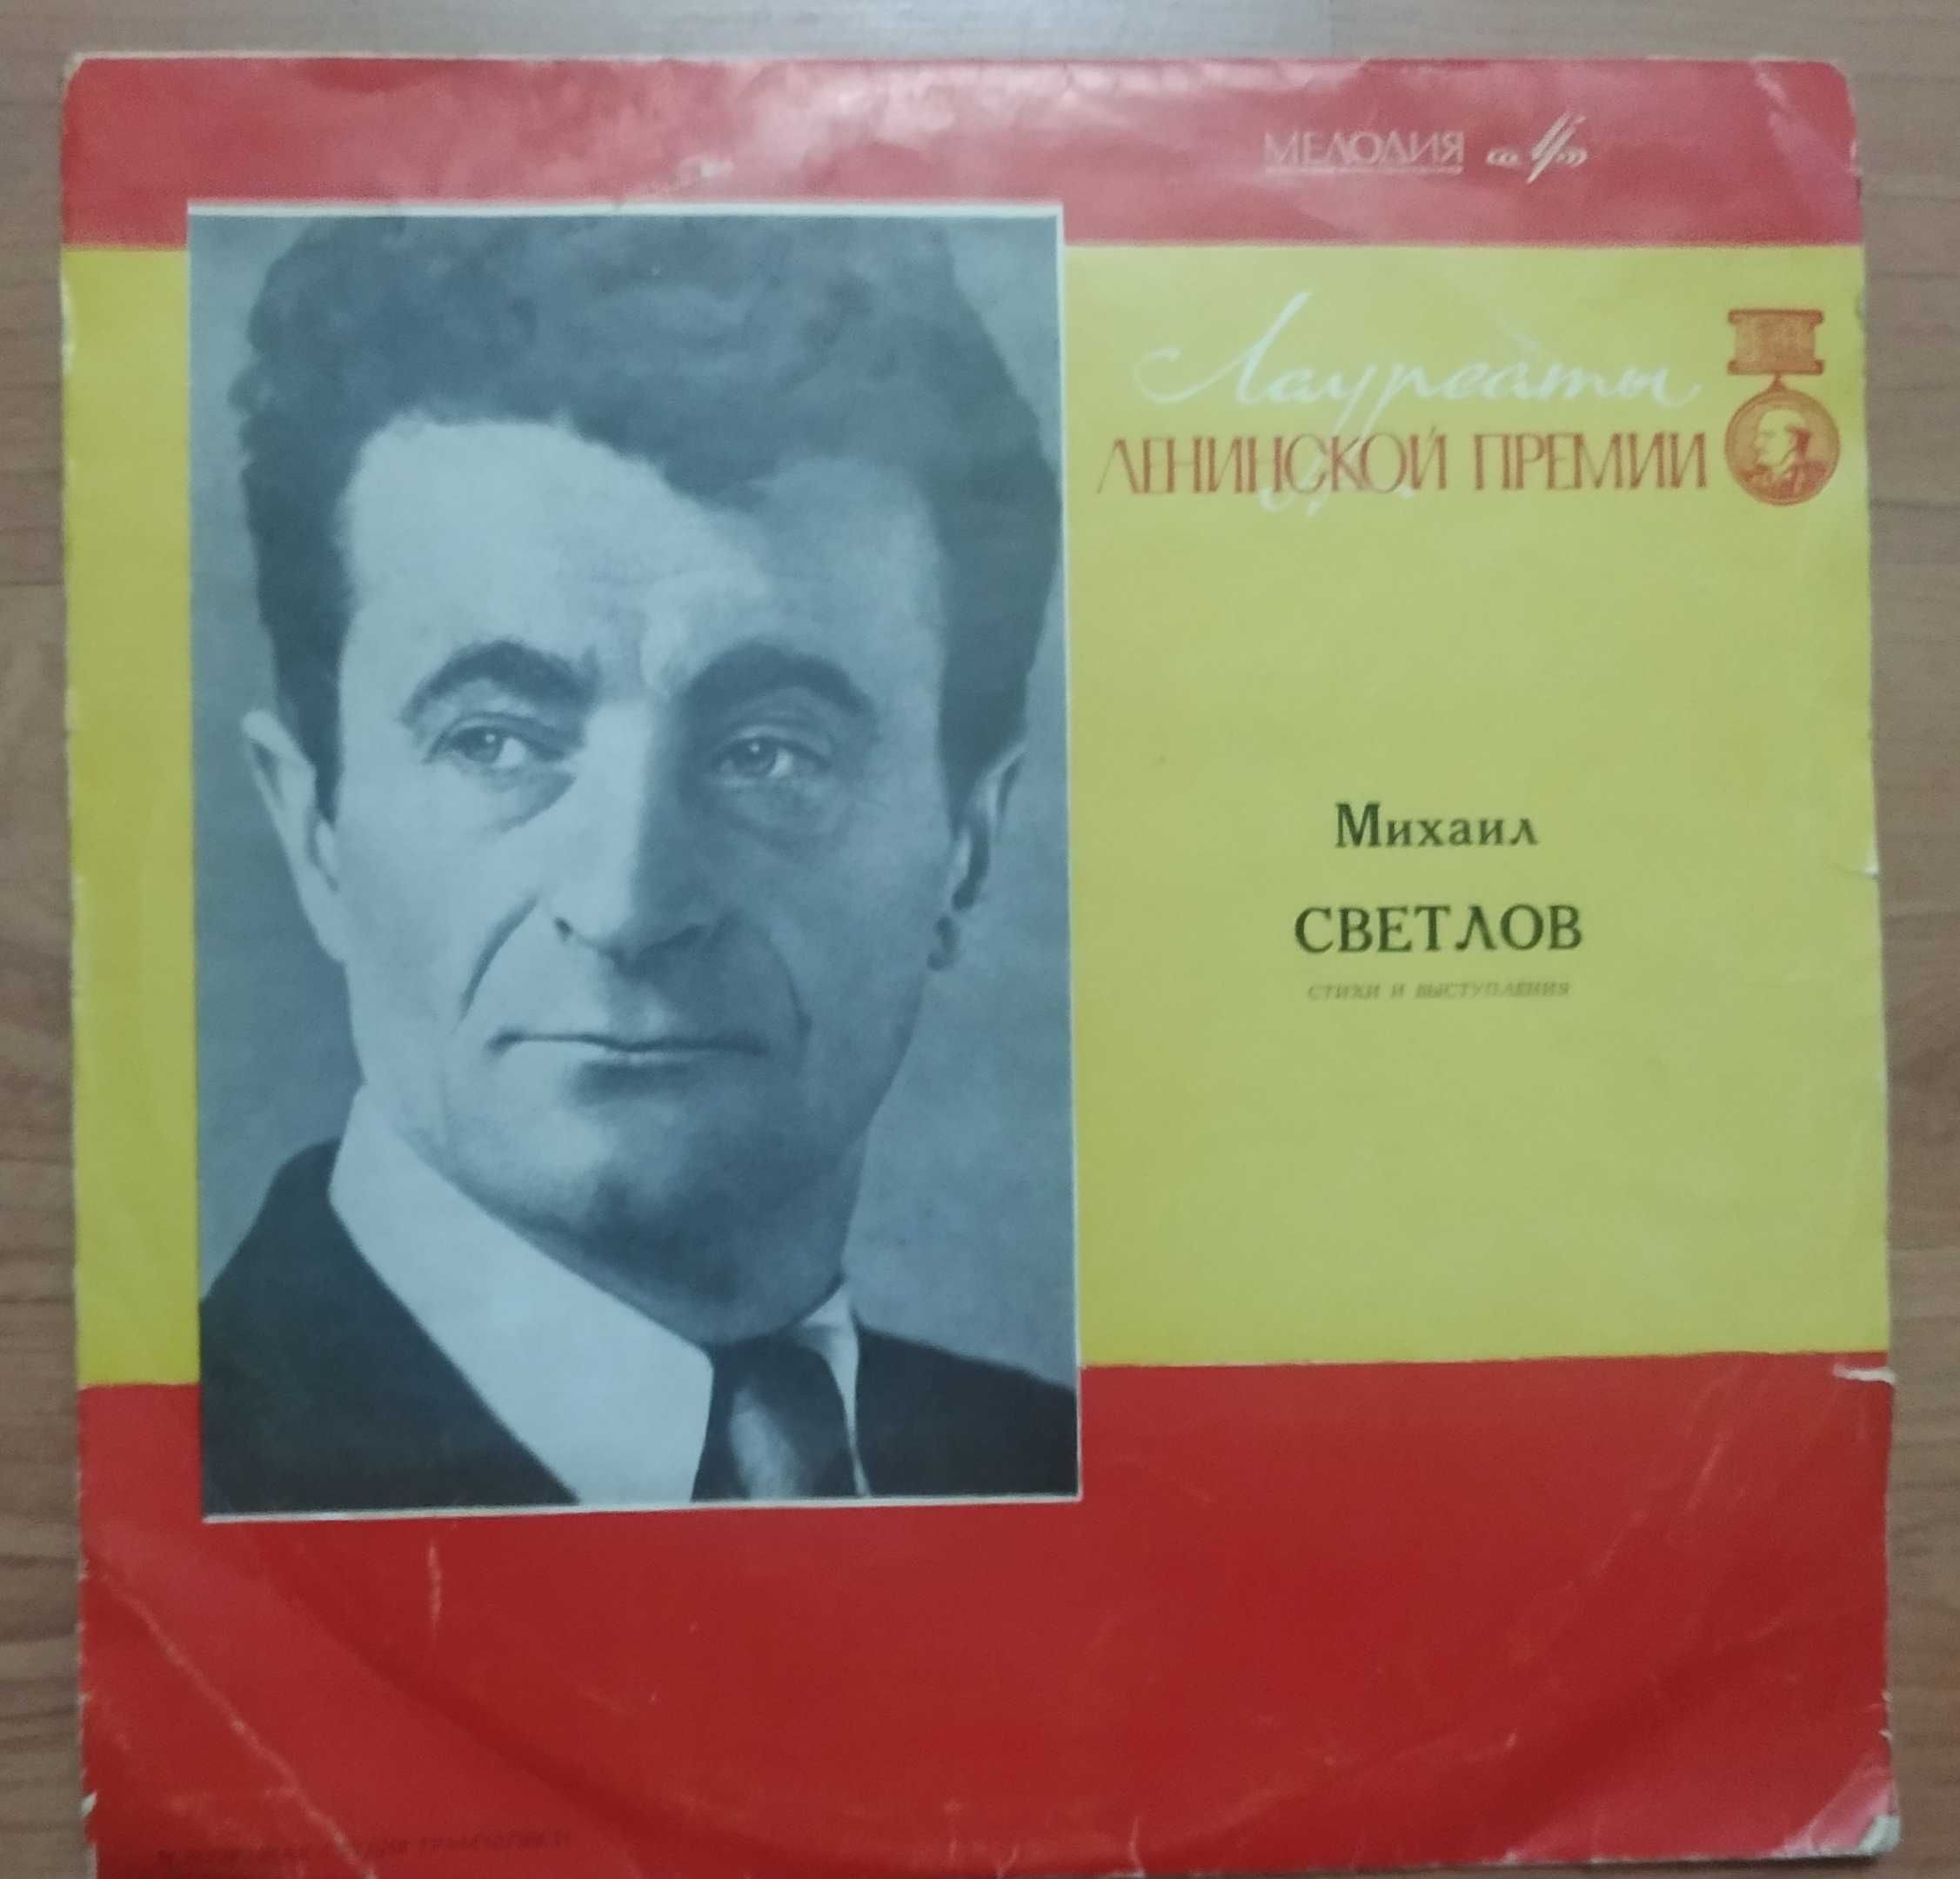 МЕЛОДИЯ
Лауреаты
ЛЕНИНСКОЙ ПРЕМИИ
Михаил
СВЕТЛОВ
СТИХИ И ВЫСТУПЛЕНИЯ